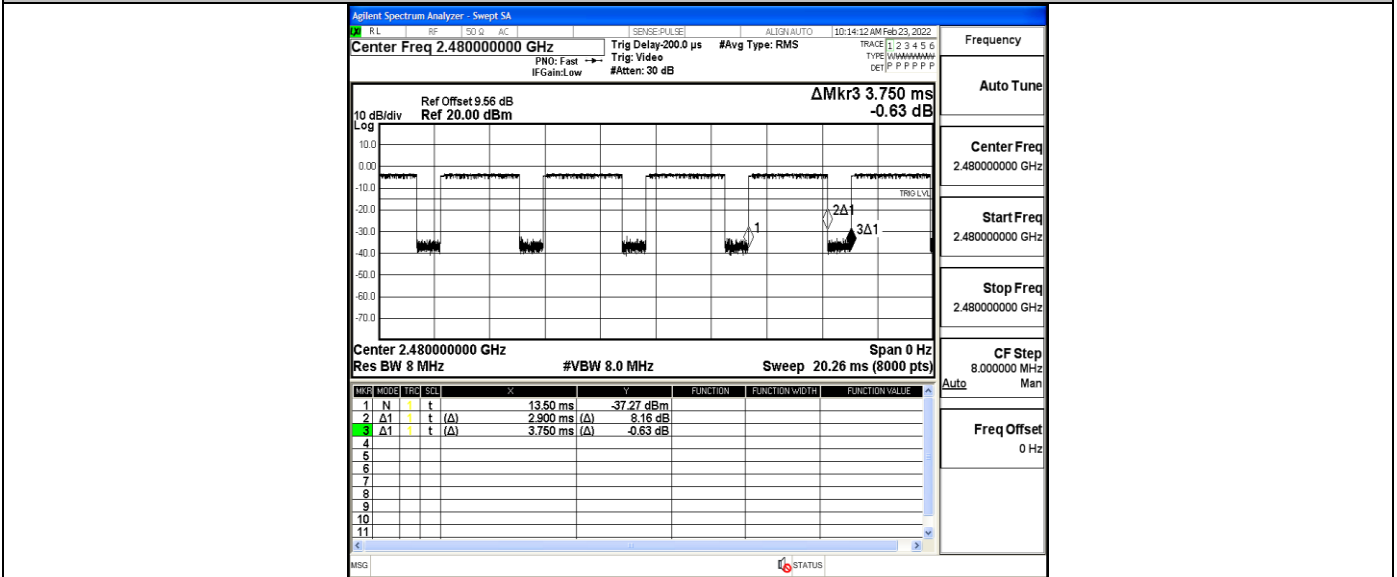 Agilent Spectrum Analyzer - Swept SA
LXI RL RF 50 Ω AC SENSE:PULSE ALIGNAUTO 10:14:12 AM Feb 23, 2022
Center Freq 2.480000000 GHz
PNO: Fast
IFGain:Low
Trig Delay-200.0 µs
Trig: Video
#Atten: 30 dB
#Avg Type: RMS
TRACE 1 2 3 4 5 6
TYPE WWWWWW
DET P P P P P P
ΔMkr3 3.750 ms
-0.63 dB
Ref Offset 9.56 dB
10 dB/div Ref 20.00 dBm
Log
10.0
0.00
-10.0
-20.0
-30.0
-40.0
-50.0
-60.0
-70.0
TRIG LVL
1
2Δ1
3Δ1
Center 2.480000000 GHz Span 0 Hz
Res BW 8 MHz #VBW 8.0 MHz Sweep 20.26 ms (8000 pts)
MKR MODE TRC SCL X Y FUNCTION FUNCTION WIDTH FUNCTION VALUE
1 N 1 t 13.50 ms -37.27 dBm
2 Δ1 1 t (Δ) 2.900 ms (Δ) 8.16 dB
3 Δ1 1 t (Δ) 3.750 ms (Δ) -0.63 dB
4
5
6
7
8
9
10
11
MSG STATUS
Frequency
Auto Tune
Center Freq
2.480000000 GHz
Start Freq
2.480000000 GHz
Stop Freq
2.480000000 GHz
CF Step
8.000000 MHz
Auto Man
Freq Offset
0 Hz